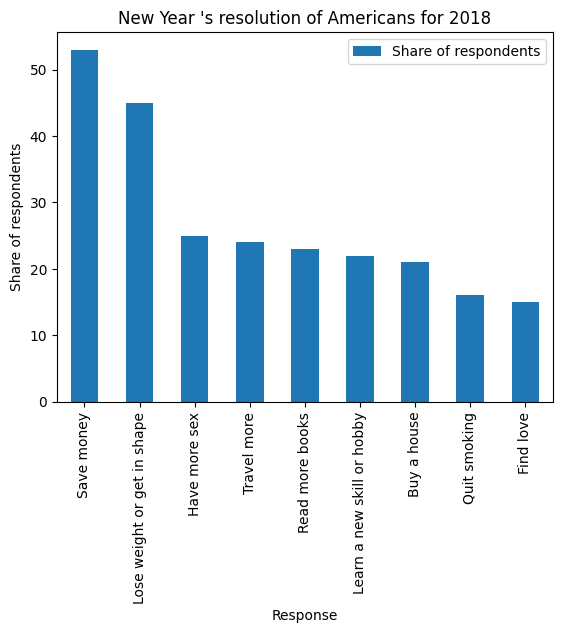 New Year 's resolution of Americans for 2018
Share of respondents
Share of respondents
50
40
30
20
10
0
Save money
Lose weight or get in shape
Have more sex
Travel more
Read more books
Learn a new skill or hobby
Buy a house
Quit smoking
Find love
Response